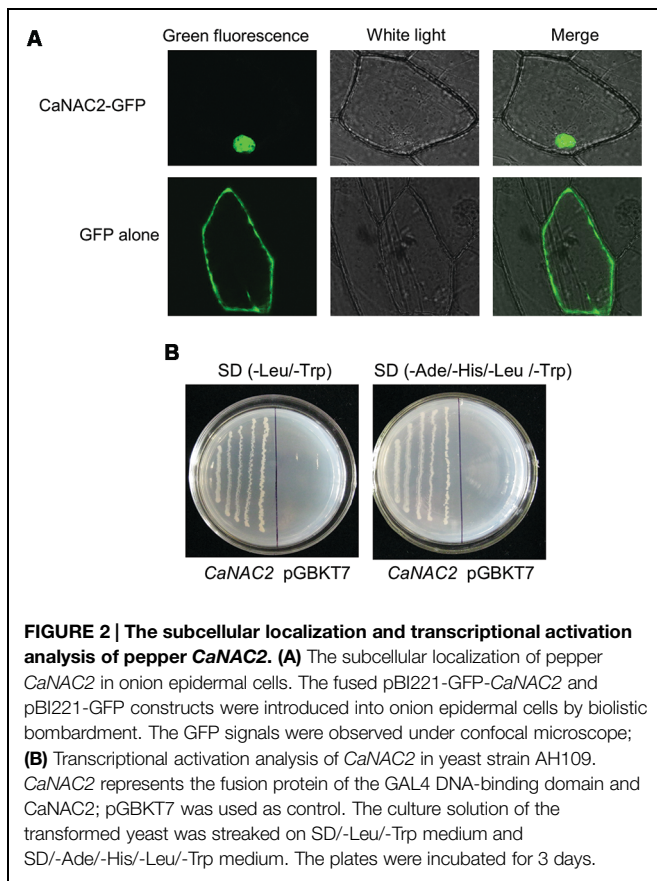 A
Green fluorescence White light Merge
CaNAC2-GFP
GFP alone
B
SD (-Leu/-Trp) SD (-Ade/-His/-Leu /-Trp)
CaNAC2 pGBKT7 CaNAC2 pGBKT7
FIGURE 2 | The subcellular localization and transcriptional activation
analysis of pepper CaNAC2. (A) The subcellular localization of pepper
CaNAC2 in onion epidermal cells. The fused pBI221-GFP-CaNAC2 and
pBI221-GFP constructs were introduced into onion epidermal cells by biolistic
bombardment. The GFP signals were observed under confocal microscope;
(B) Transcriptional activation analysis of CaNAC2 in yeast strain AH109.
CaNAC2 represents the fusion protein of the GAL4 DNA-binding domain and
CaNAC2; pGBKT7 was used as control. The culture solution of the
transformed yeast was streaked on SD/-Leu/-Trp medium and
SD/-Ade/-His/-Leu/-Trp medium. The plates were incubated for 3 days.